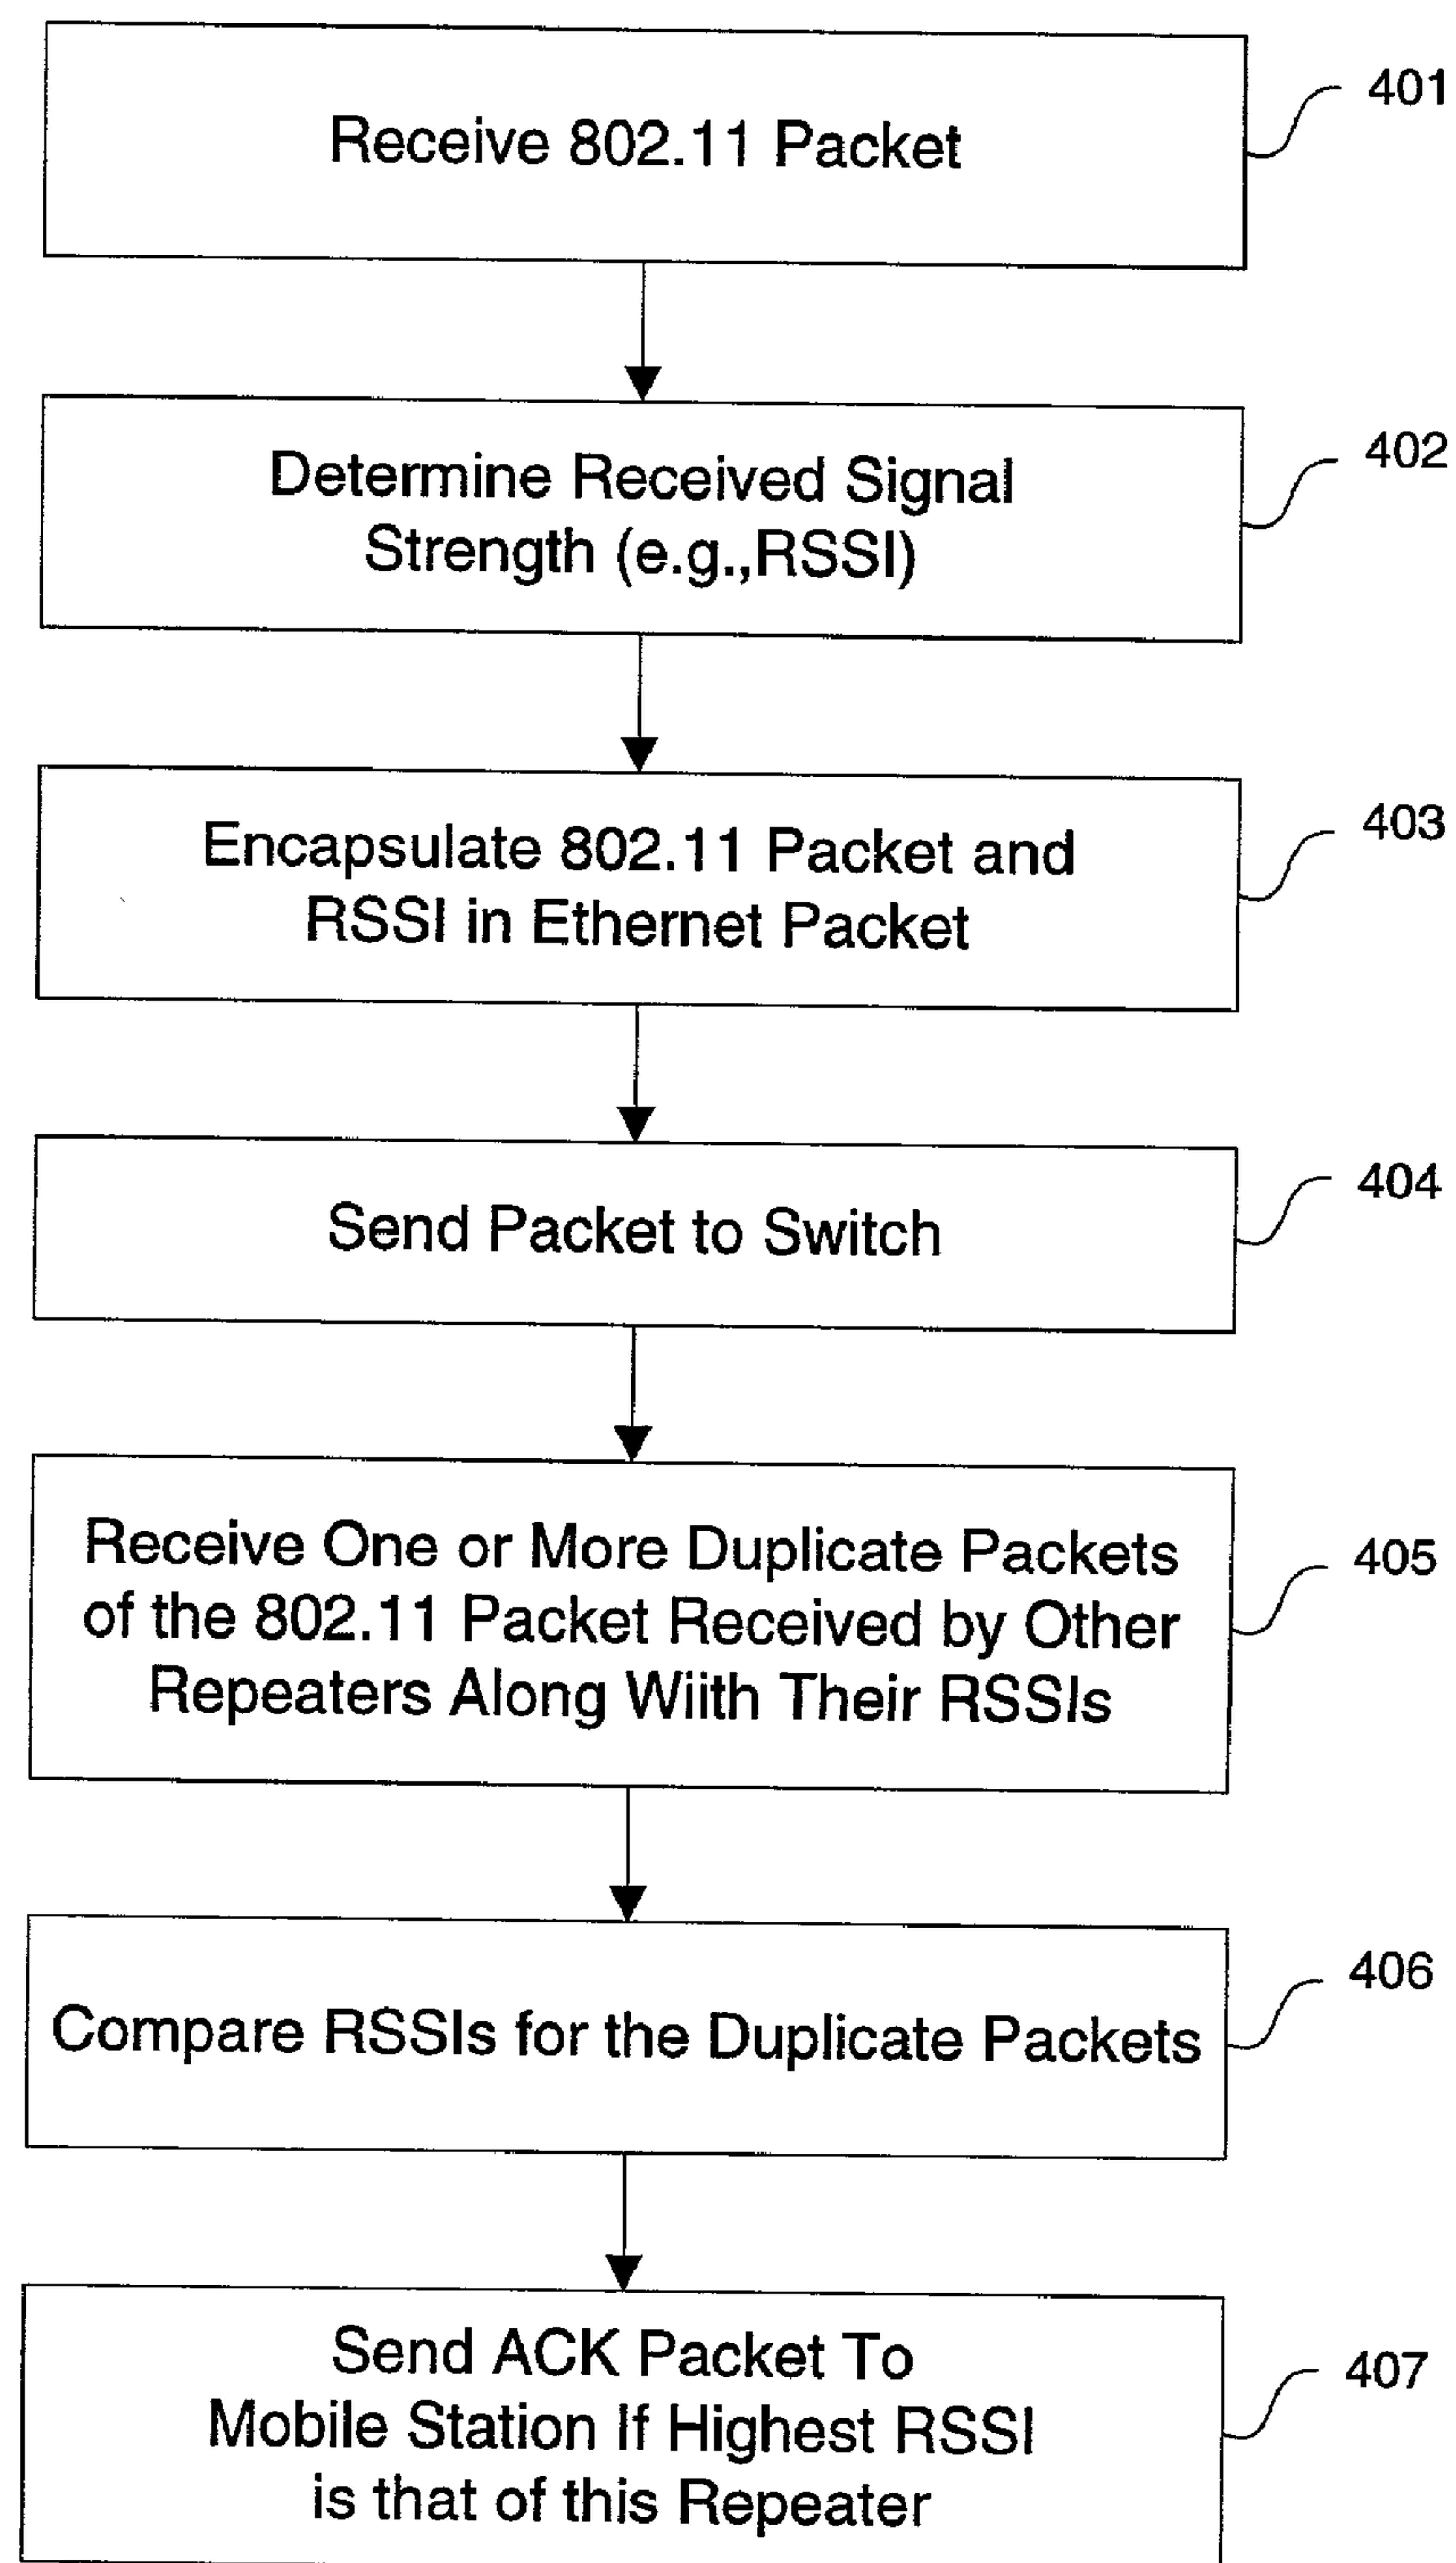 Receive 802.11 Packet
401
Determine Received Signal
Strength (e.g.,RSSI)
402
Encapsulate 802.11 Packet and
RSSI in Ethernet Packet
403
Send Packet to Switch
404
Receive One or More Duplicate Packets
of the 802.11 Packet Received by Other
Repeaters Along Wiith Their RSSIs
405
Compare RSSIs for the Duplicate Packets
406
Send ACK Packet To
Mobile Station If Highest RSSI
is that of this Repeater
407